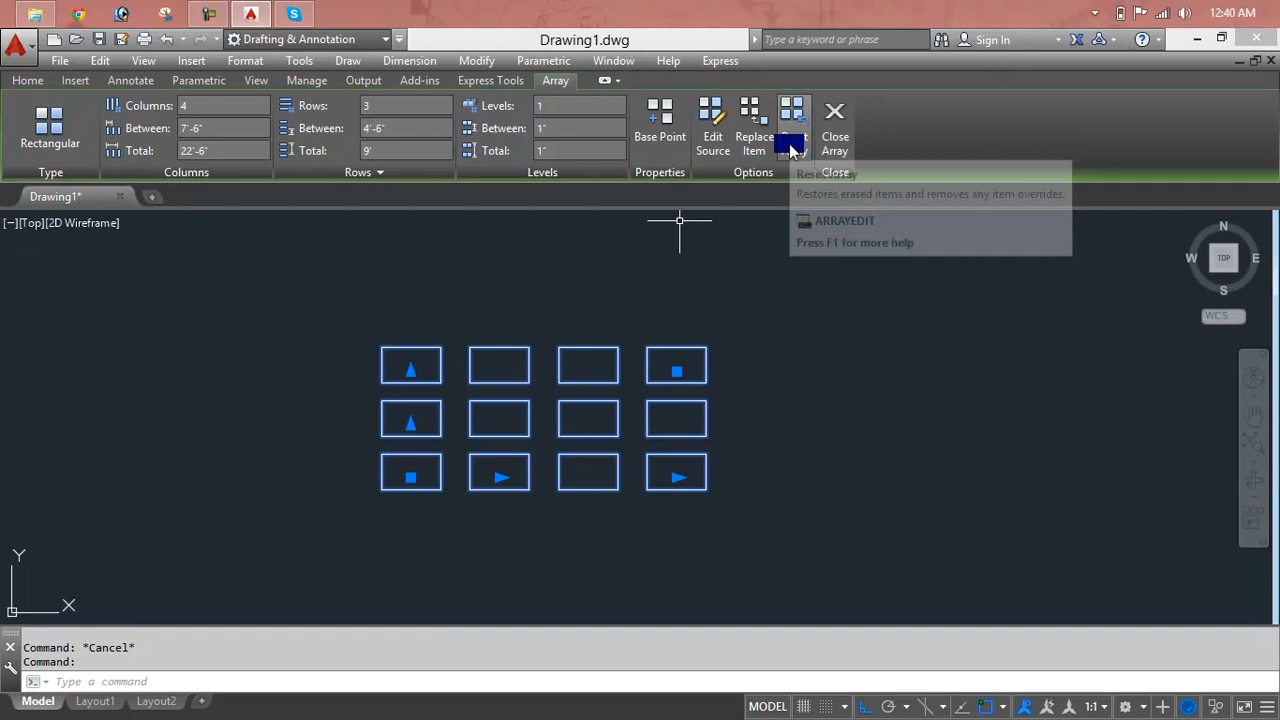 12:40 AM
Drafting & Annotation
Drawing1.dwg
Type a keyword or phrase
Sign In
File Edit View Insert Format Tools Draw Dimension Modify Parametric Window Help Express
Home Insert Annotate Parametric View Manage Output Add-ins Express Tools Array
Columns: 4 Rows: 3 Levels: 1
Between: 7'-6" Between: 4'-6" Between: 1"
Total: 22'-6" Total: 9' Total: 1"
Rectangular
Base Point
Edit Source
Replace Item
Close Array
Type Columns Rows Levels Properties Options Close
Restores erased items and removes any item overrides.
ARRAYEDIT
Press F1 for more help
Drawing1*
[−][Top][2D Wireframe]
N
W TOP E
S
WCS
Y
X
Command: *Cancel*
Command:
Type a command
Model Layout1 Layout2
MODEL
1:1